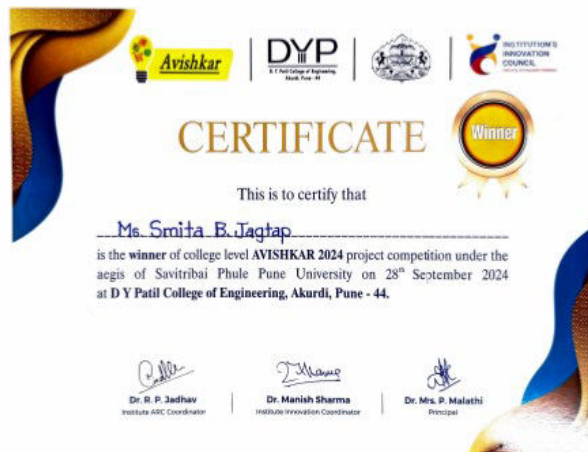 Avishkar
DYP
D. Y. Patil College of Engineering,
Akurdi, Pune - 44
INSTITUTION'S
INNOVATION
COUNCIL
CERTIFICATE
Winner
This is to certify that
Ms. Smita B. Jagtap
is the winner of college level AVISHKAR 2024 project competition under the
aegis of Savitribai Phule Pune University on 28th September 2024
at D Y Patil College of Engineering, Akurdi, Pune - 44.
Dr. R. P. Jadhav
Institute ARC Coordinator
Dr. Manish Sharma
Institute Innovation Coordinator
Dr. Mrs. P. Malathi
Principal